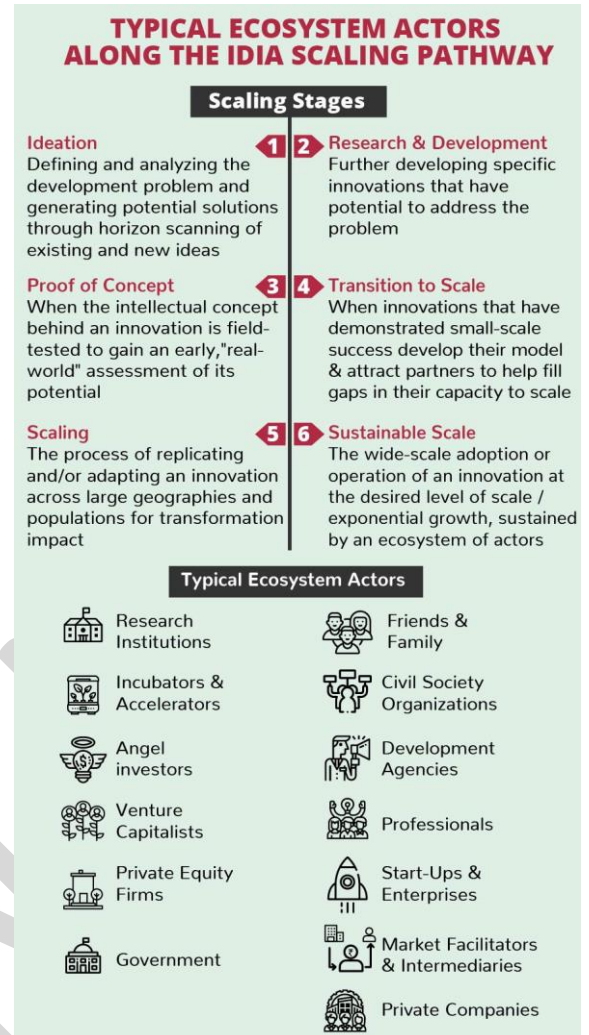 TYPICAL ECOSYSTEM ACTORS
ALONG THE IDIA SCALING PATHWAY
Scaling Stages
Ideation
1
Defining and analyzing the
development problem and
generating potential solutions
through horizon scanning of
existing and new ideas
2
Research & Development
Further developing specific
innovations that have
potential to address the
problem
Proof of Concept
3
When the intellectual concept
behind an innovation is field-
tested to gain an early,"real-
world" assessment of its
potential
4
Transition to Scale
When innovations that have
demonstrated small-scale
success develop their model
& attract partners to help fill
gaps in their capacity to scale
Scaling
5
The process of replicating
and/or adapting an innovation
across large geographies and
populations for transformation
impact
6
Sustainable Scale
The wide-scale adoption or
operation of an innovation at
the desired level of scale /
exponential growth, sustained
by an ecosystem of actors
Typical Ecosystem Actors
Research
Institutions
Incubators &
Accelerators
Angel
investors
Venture
Capitalists
Private Equity
Firms
Government
Friends &
Family
Civil Society
Organizations
Development
Agencies
Professionals
Start-Ups &
Enterprises
Market Facilitators
& Intermediaries
Private Companies